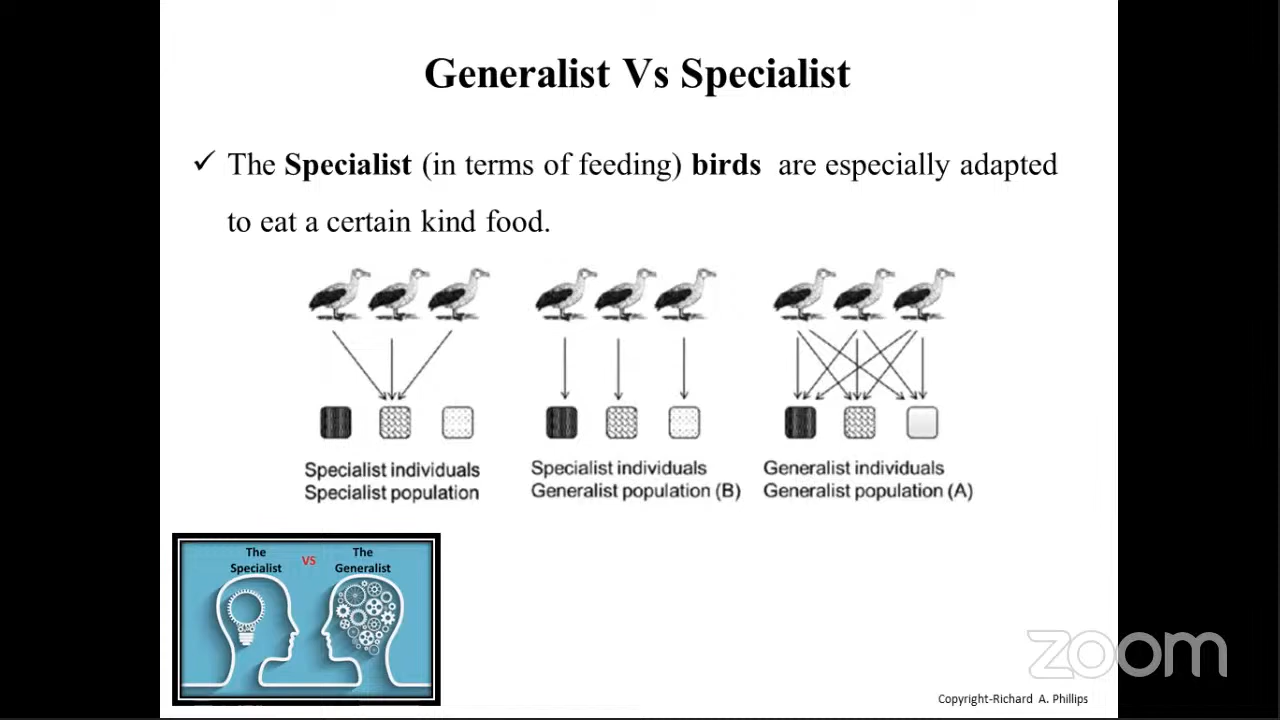 Generalist Vs Specialist
✓ The Specialist (in terms of feeding) birds are especially adapted
to eat a certain kind food.
Specialist individuals
Specialist population
Specialist individuals
Generalist population (B)
Generalist individuals
Generalist population (A)
The
Specialist
VS
The
Generalist
zoom
Copyright-Richard A. Phillips